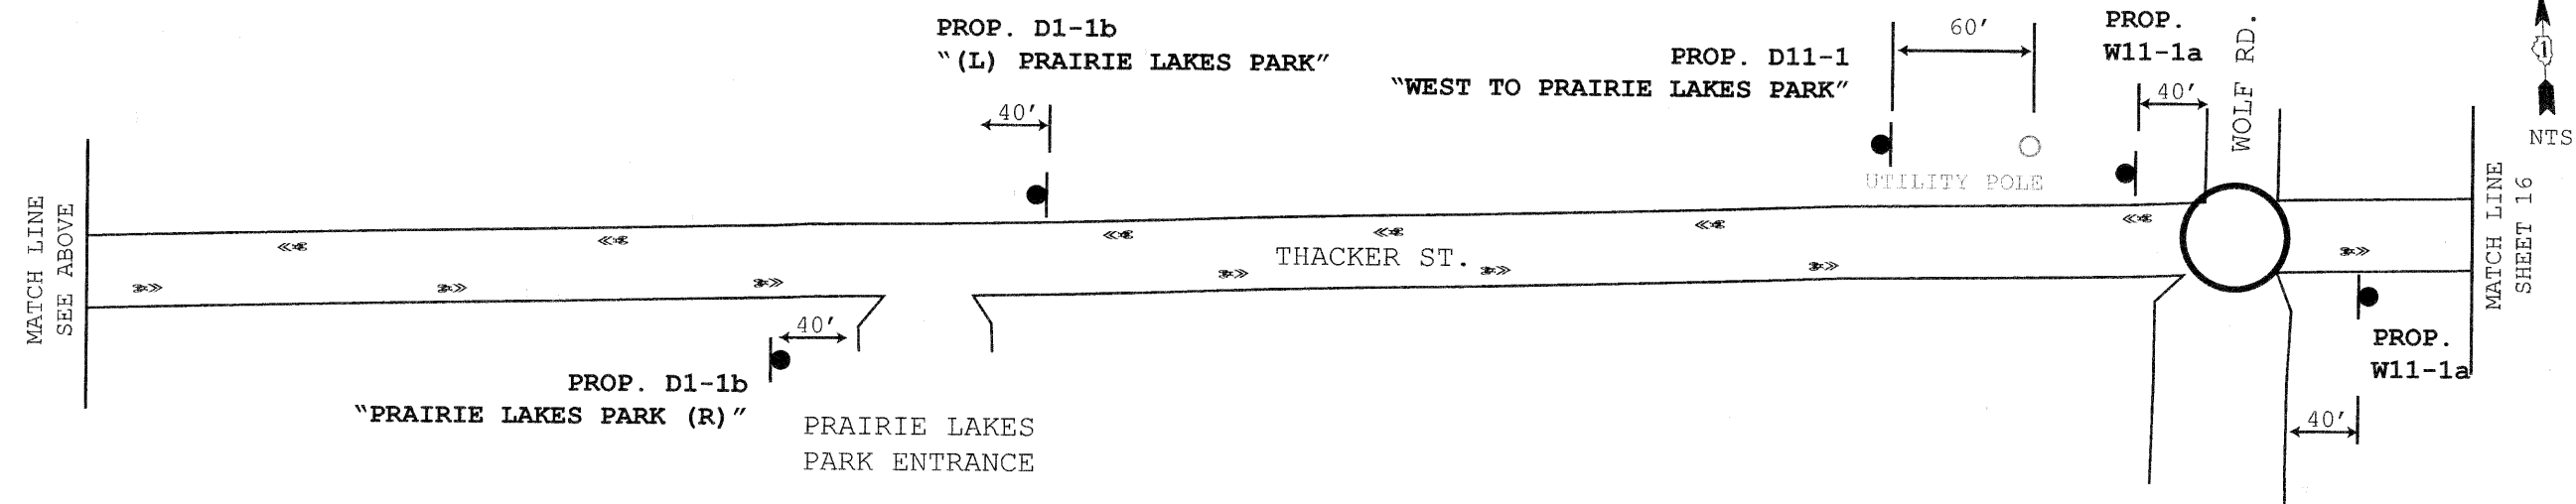 PROP. D1-1b
"(L) PRAIRIE LAKES PARK"
40'
PROP. D11-1
"WEST TO PRAIRIE LAKES PARK"
60'
UTILITY POLE
PROP.
W11-1a
40'
WOLF RD.
1
NTS
MATCH LINE
SEE ABOVE
THACKER ST.
MATCH LINE
SHEET 16
40'
PROP. D1-1b
"PRAIRIE LAKES PARK (R)"
PRAIRIE LAKES
PARK ENTRANCE
PROP.
W11-1a
40'